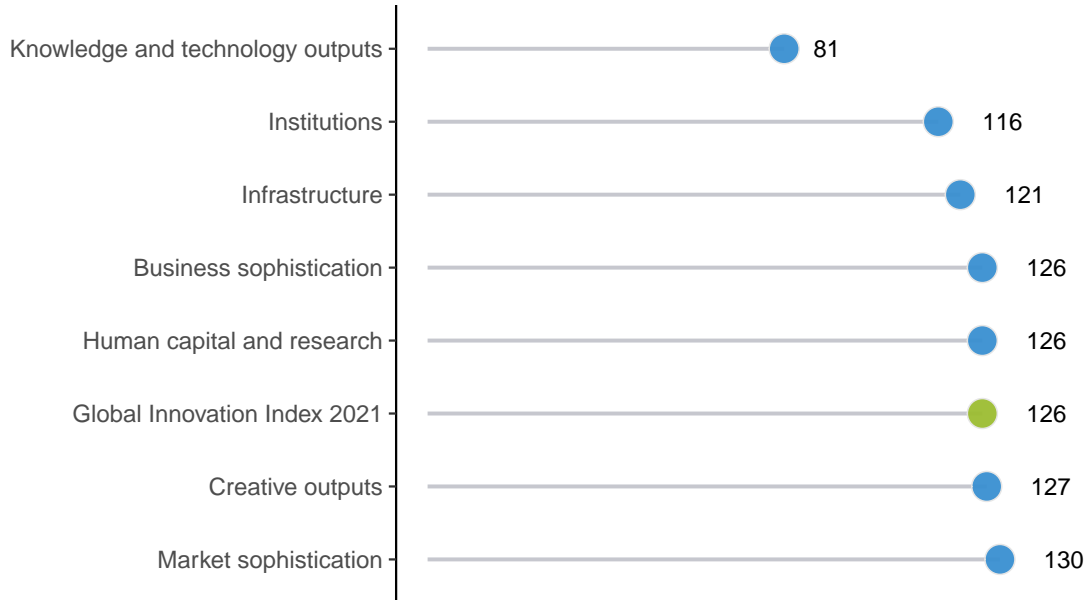 Knowledge and technology outputs 81
Institutions 116
Infrastructure 121
Business sophistication 126
Human capital and research 126
Global Innovation Index 2021 126
Creative outputs 127
Market sophistication 130